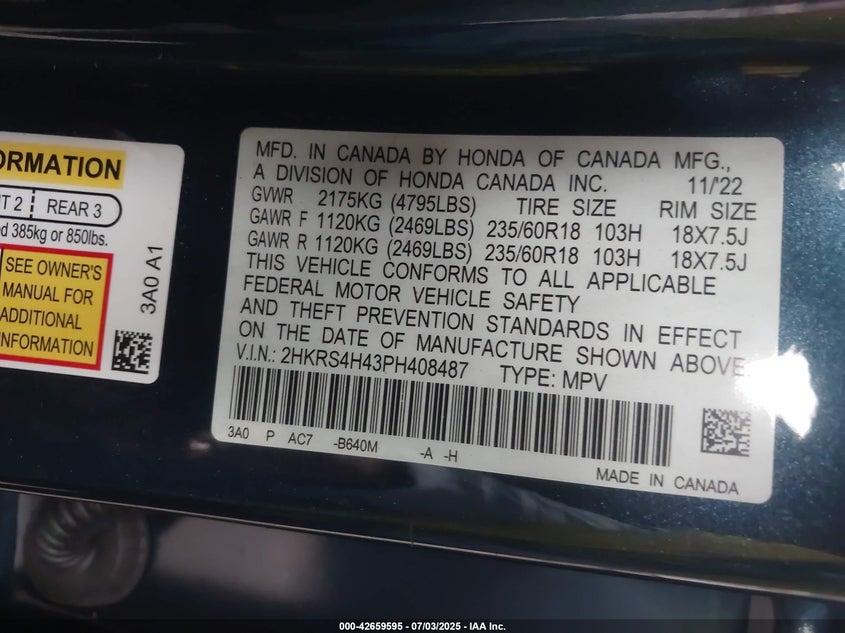 ORMATION
T 2 REAR 3
d 385kg or 850lbs.
SEE OWNER'S
MANUAL FOR
ADDITIONAL
INFORMATION
3A0 A1
MFD. IN CANADA BY HONDA OF CANADA MFG.,
A DIVISION OF HONDA CANADA INC. 11/'22
GVWR 2175KG (4795LBS) TIRE SIZE RIM SIZE
GAWR F 1120KG (2469LBS) 235/60R18 103H 18X7.5J
GAWR R 1120KG (2469LBS) 235/60R18 103H 18X7.5J
THIS VEHICLE CONFORMS TO ALL APPLICABLE
FEDERAL MOTOR VEHICLE SAFETY
AND THEFT PREVENTION STANDARDS IN EFFECT
ON THE DATE OF MANUFACTURE SHOWN ABOVE
V.I.N.: 2HKRS4H43PH408487 TYPE: MPV
3A0 P AC7 -B640M -A -H
MADE IN CANADA
000-42659595 - 07/03/2025 - IAA Inc.